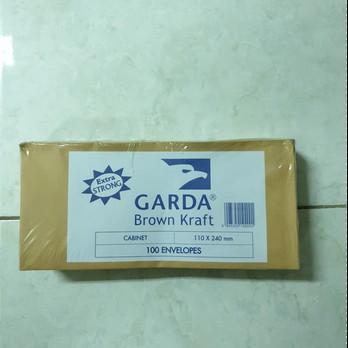 Extra
STRONG
GARDA®
Brown Kraft
CABINET 110 X 240 mm
100 ENVELOPES